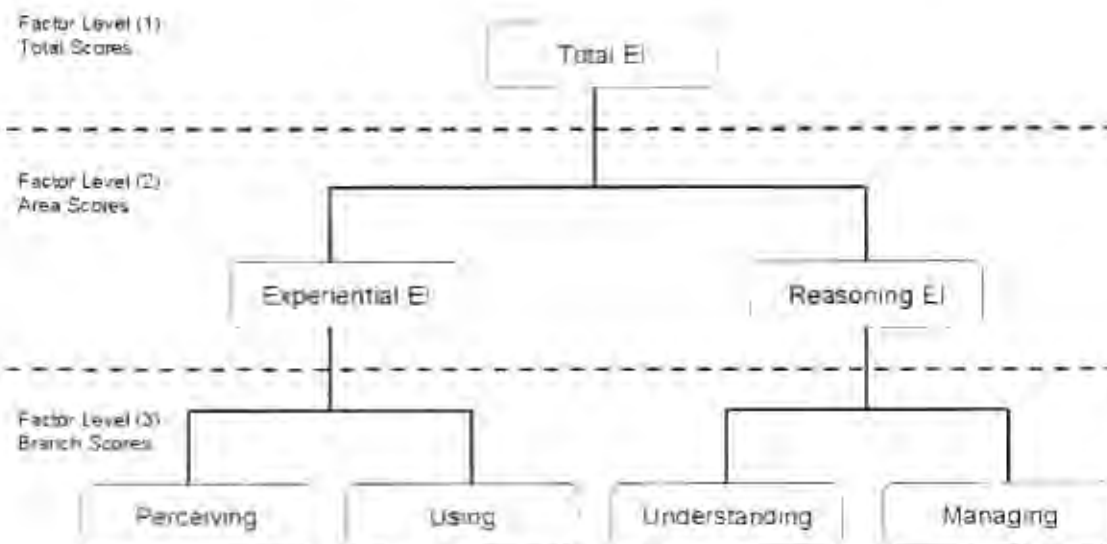 Factor Level (1)
Total Scores
Total EI
Factor Level (2)
Area Scores
Experiential EI
Reasoning EI
Factor Level (3)
Branch Scores
Perceiving
Using
Understanding
Managing